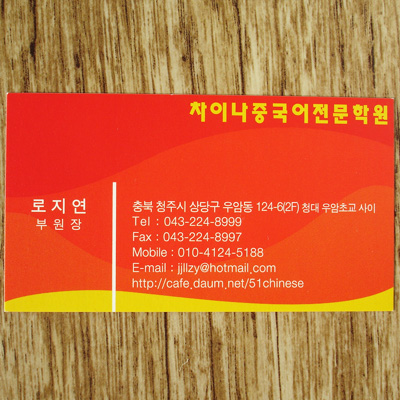 차이나중국어전문학원
로지연
부원장
충북 청주시 상당구 우암동 124-6(2F) 청대 우암초교 사이
Tel : 043-224-8999
Fax : 043-224-8997
Mobile : 010-4124-5188
E-mail : jjllzy@hotmail.com
http://cafe.daum.net/51chinese